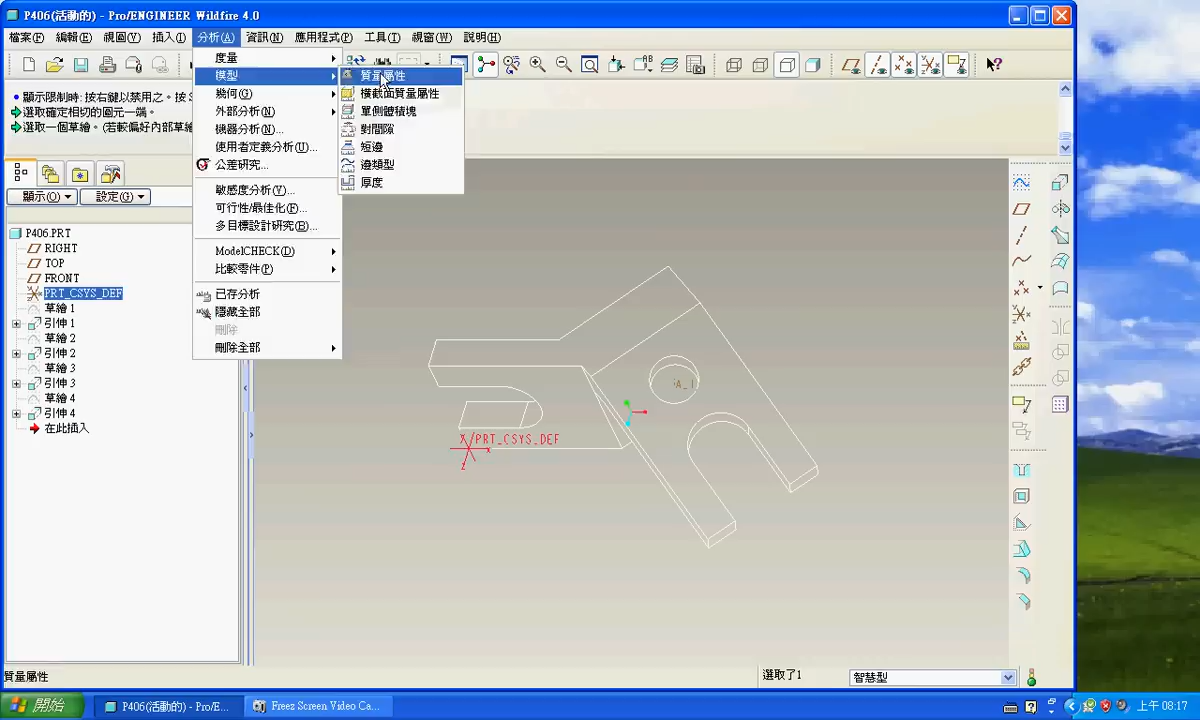 P406(活動的) - Pro/ENGINEER Wildfire 4.0
檔案(F) 編輯(E) 視圖(V) 插入(I) 分析(A) 資訊(N) 應用程式(P) 工具(T) 視窗(W) 說明(H)
•顯示限制時: 按右鍵以禁用之。按 S
選取確定相切的圖元一端。
選取一個草繪。(若較偏好內部草繪
度量
模型
幾何(G)
外部分析(N)
機器分析(N)...
使用者定義分析(U)...
公差研究...
敏感度分析(Y)...
可行性/最佳化(F)...
多目標設計研究(B)...
ModelCHECK(D)
比較零件(P)
已存分析
隱藏全部
刪除
刪除全部
質量屬性
橫截面質量屬性
單側體積塊
對間隙
短邊
邊類型
厚度
顯示(O) 設定(G)
P406.PRT
RIGHT
TOP
FRONT
PRT_CSYS_DEF
草繪 1
引伸 1
草繪 2
引伸 2
草繪 3
引伸 3
草繪 4
引伸 4
在此插入
A_1
PRT_CSYS_DEF
X
Z
質量屬性
選取了1
智慧型
開始
P406(活動的) - Pro/E...
Freez Screen Video Ca...
上午 08:17